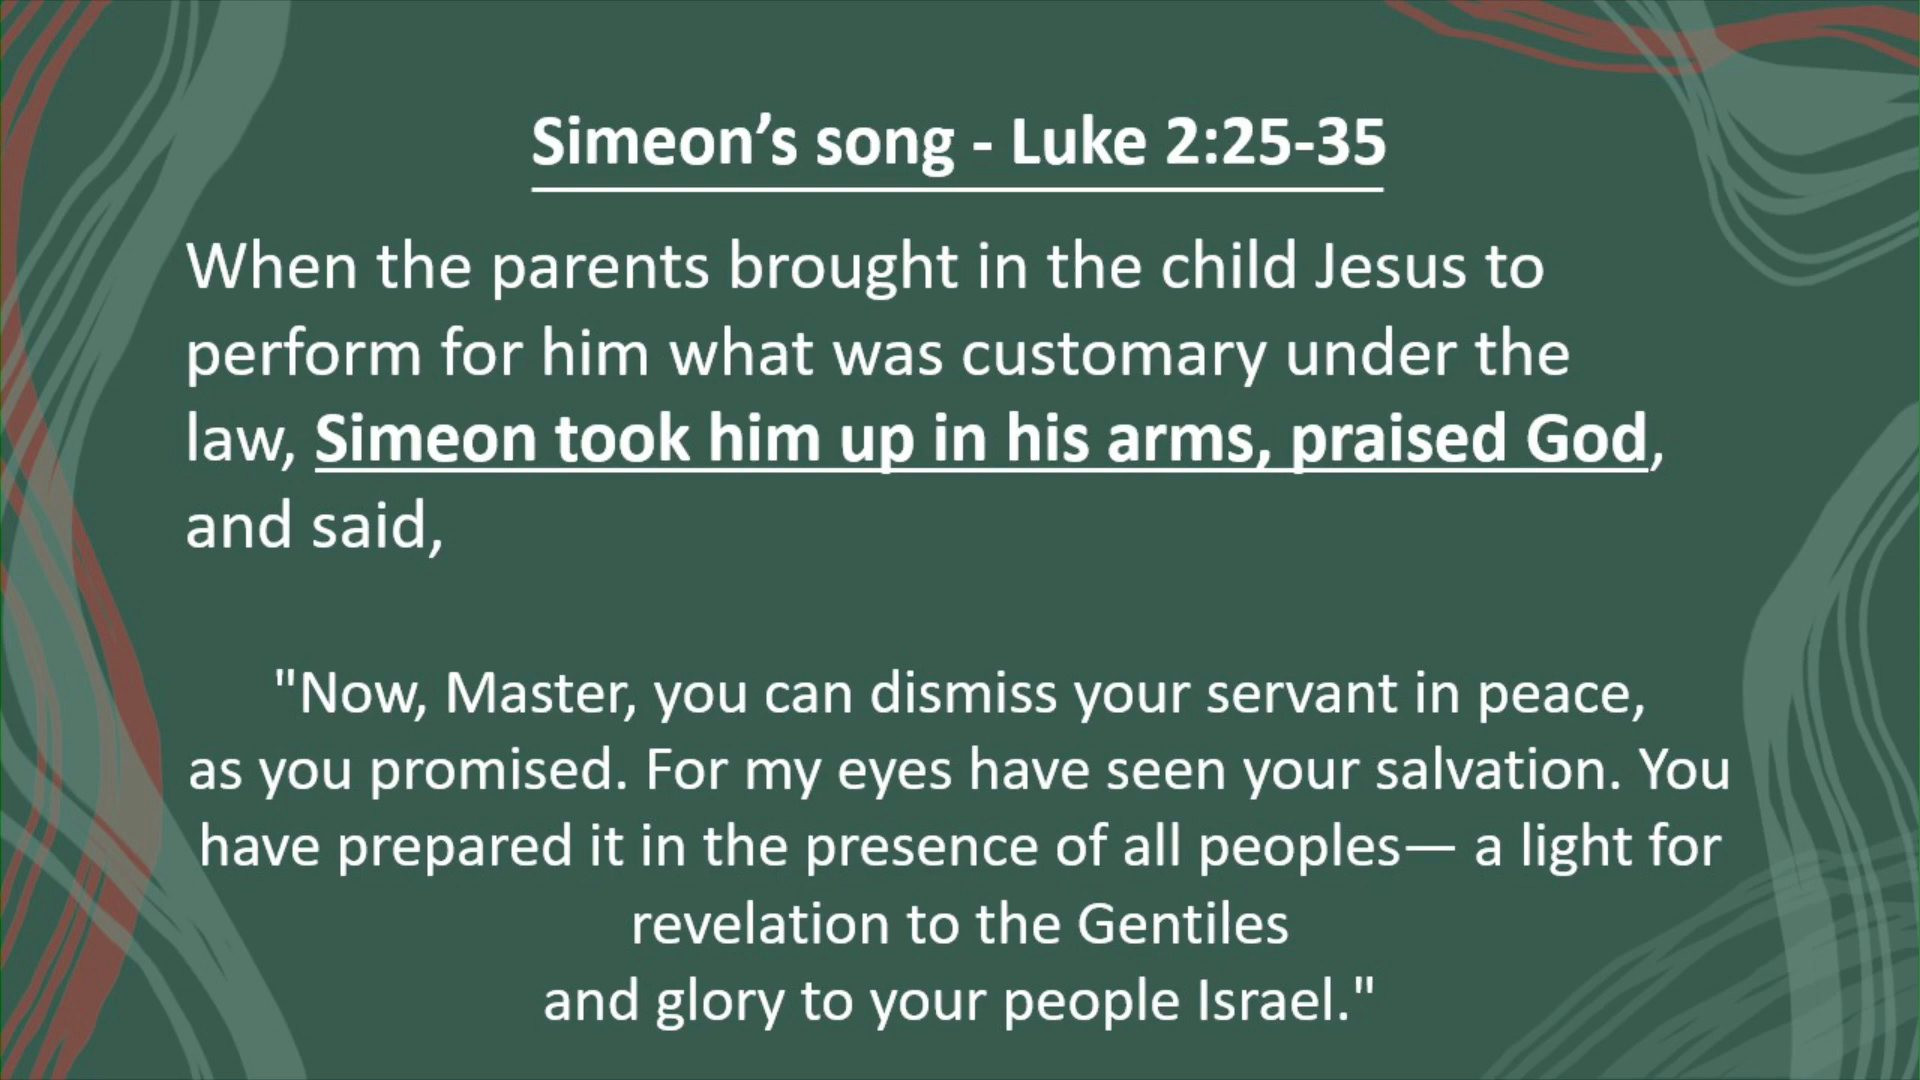 Simeon’s song - Luke 2:25-35
When the parents brought in the child Jesus to
perform for him what was customary under the
law, Simeon took him up in his arms, praised God,
and said,
"Now, Master, you can dismiss your servant in peace,
as you promised. For my eyes have seen your salvation. You
have prepared it in the presence of all peoples— a light for
revelation to the Gentiles
and glory to your people Israel."